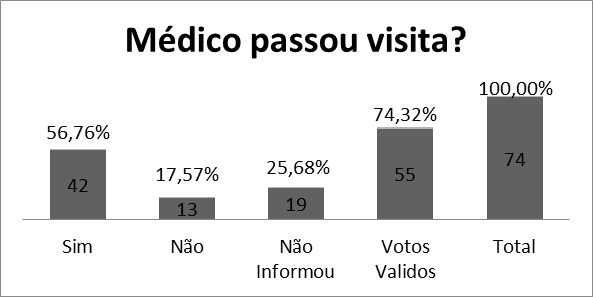 Médico passou visita?
56,76% 17,57% 25,68% 74,32% 100,00%
42 13 19 55 74
Sim Não Não Informou Votos Validos Total